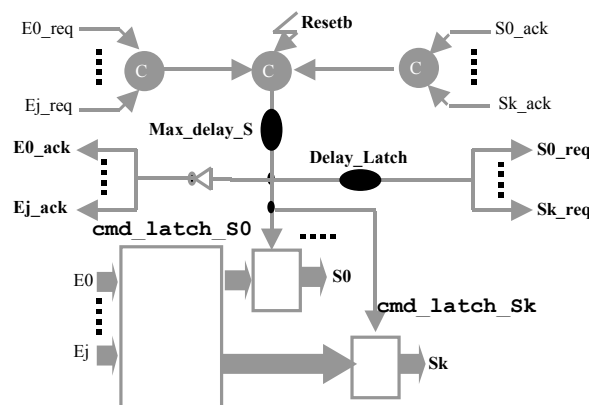 E0_req
Resetb
S0_ack
C
C
C
Ej_req
Sk_ack
Max_delay_S
E0_ack
Delay_Latch
S0_req
Ej_ack
Sk_req
cmd_latch_S0
E0
S0
cmd_latch_Sk
Ej
Sk